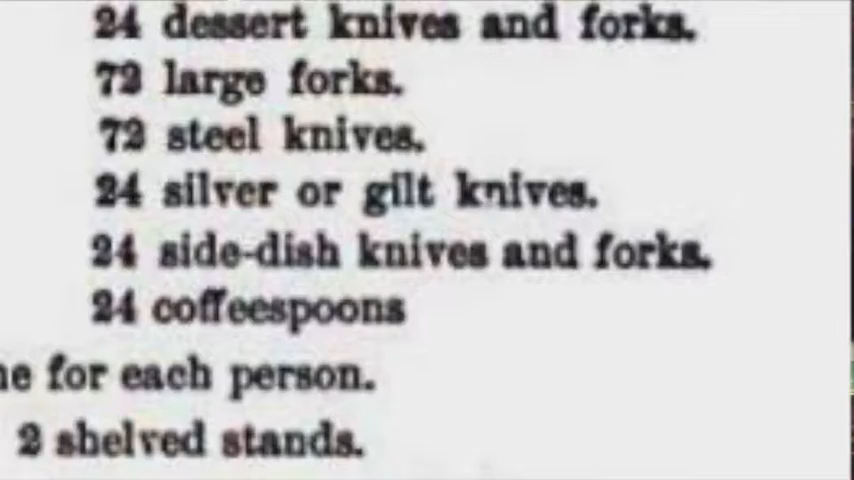 24 dessert knives and forks.
72 large forks.
72 steel knives.
24 silver or gilt knives.
24 side-dish knives and forks.
24 coffeespoons
for each person.
2 shelved stands.